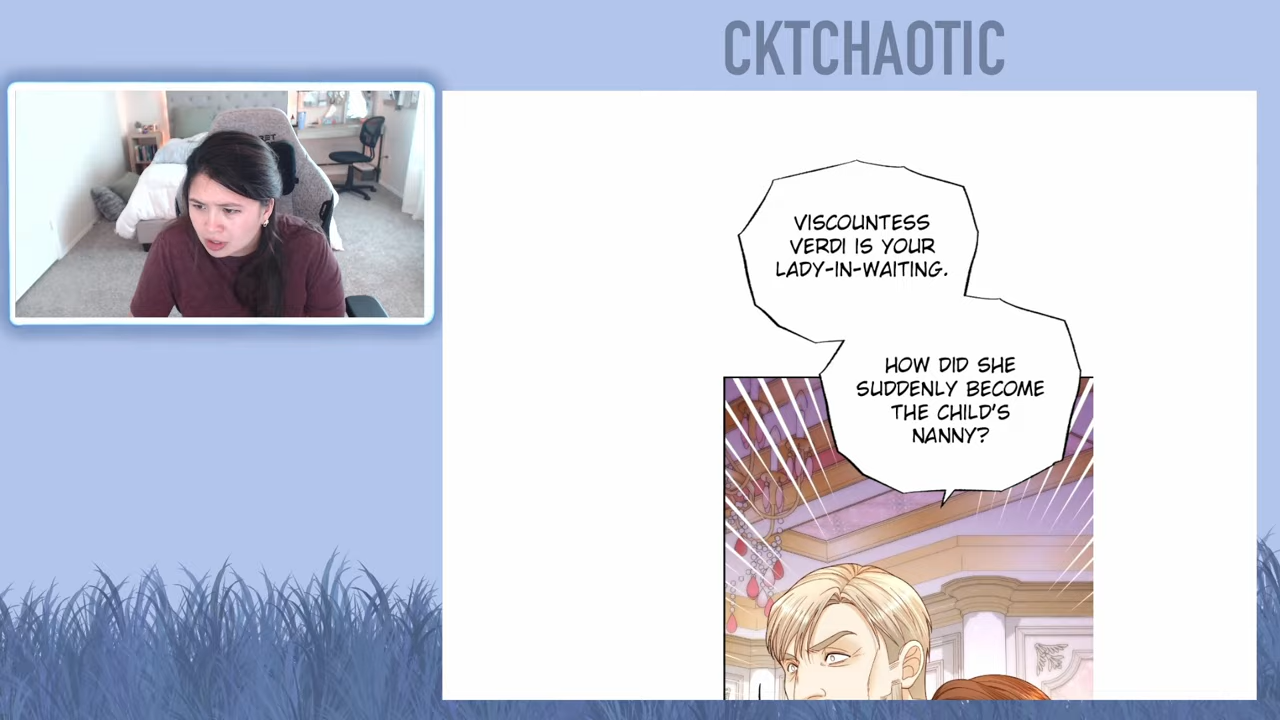 CKTCHAOTIC
VISCOUNTESS
VERDI IS YOUR
LADY-IN-WAITING.
HOW DID SHE
SUDDENLY BECOME
THE CHILD'S
NANNY?